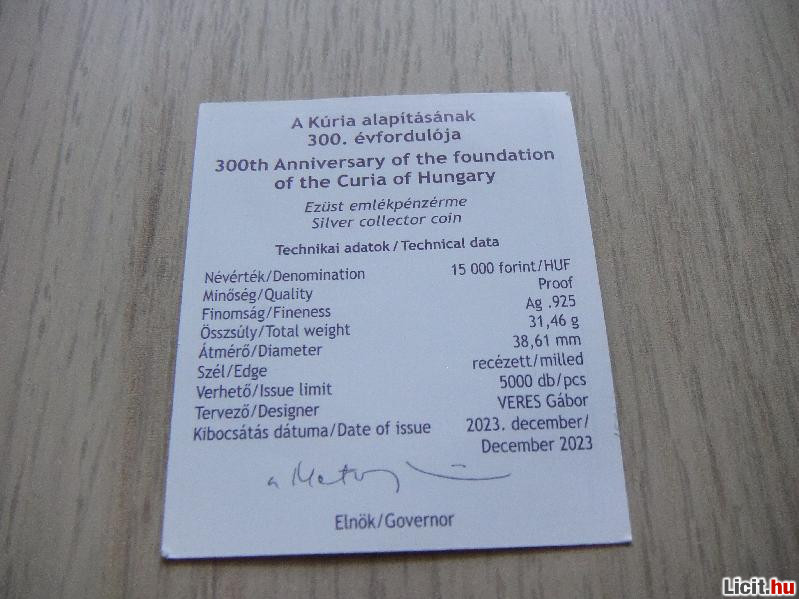 A Kúria alapításának
300. évfordulója
300th Anniversary of the foundation
of the Curia of Hungary
Ezüst emlékpénzérme
Silver collector coin
Technikai adatok / Technical data
Névérték/Denomination 15 000 forint/HUF
Minőség/Quality Proof
Finomság/Fineness Ag .925
Összsúly/Total weight 31,46 g
Átmérő/Diameter 38,61 mm
Szél/Edge recézett/milled
Verhető/Issue limit 5000 db/pcs
Tervező/Designer VERES Gábor
Kibocsátás dátuma/Date of issue 2023. december/
December 2023
Elnök/Governor
Licit.hu